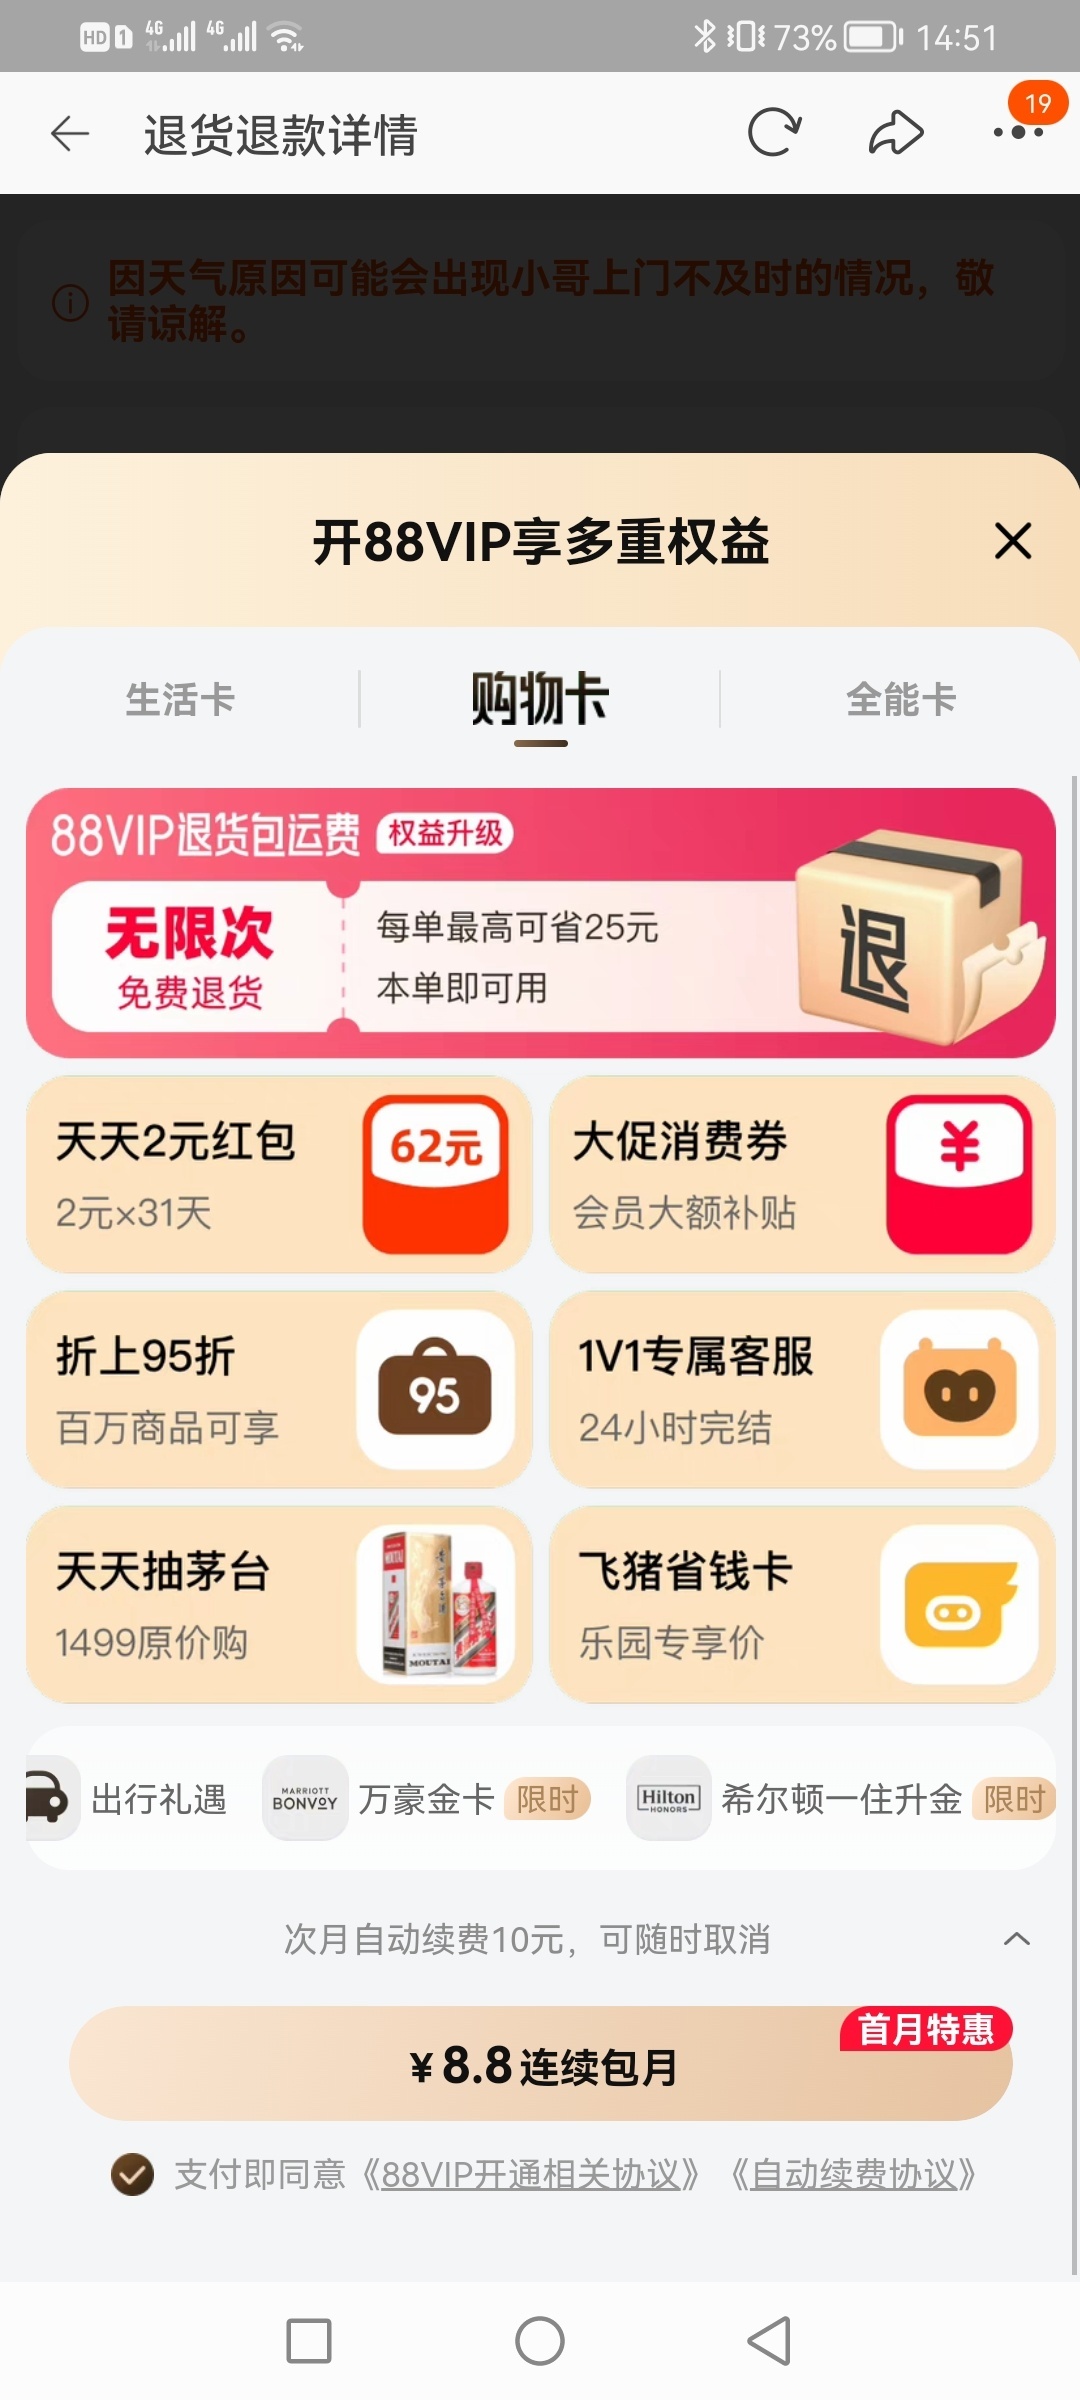 HD 1 4G 4G 73% 14:51
退货退款详情
19
因天气原因可能会出现小哥上门不及时的情况，敬
请谅解。
开88VIP享多重权益
生活卡 购物卡 全能卡
88VIP退货包运费 权益升级
无限次
免费退货
每单最高可省25元
本单即可用
退
天天2元红包
2元×31天
62元
大促消费券
会员大额补贴
¥
折上95折
百万商品可享
95
1V1专属客服
24小时完结
天天抽茅台
1499原价购
MOUTAI
飞猪省钱卡
乐园专享价
出行礼遇
MARRIOTT
BONVOY
万豪金卡 限时
Hilton
HONORS
希尔顿一住升金 限时
次月自动续费10元，可随时取消
首月特惠
¥8.8连续包月
支付即同意《88VIP开通相关协议》《自动续费协议》